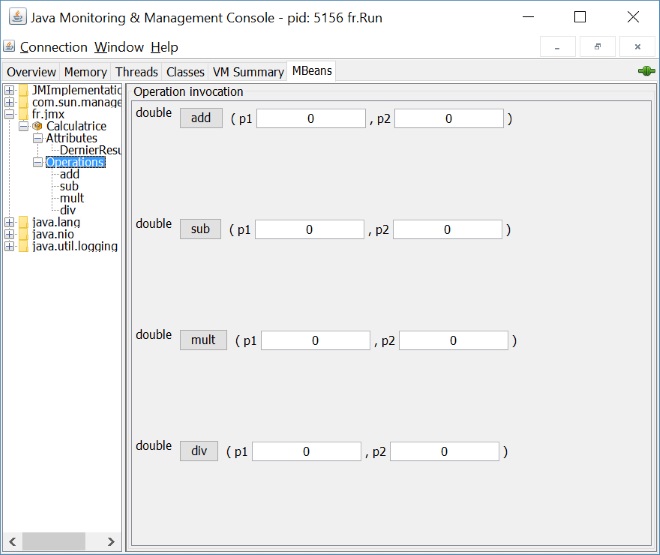 Java Monitoring & Management Console - pid: 5156 fr.Run
Connection Window Help
Overview Memory Threads Classes VM Summary MBeans
JMImplementatio
com.sun.manage
fr.jmx
Calculatrice
Attributes
DernierResu
Operations
add
sub
mult
div
java.lang
java.nio
java.util.logging
Operation invocation
double add ( p1 0 , p2 0 )
double sub ( p1 0 , p2 0 )
double mult ( p1 0 , p2 0 )
double div ( p1 0 , p2 0 )